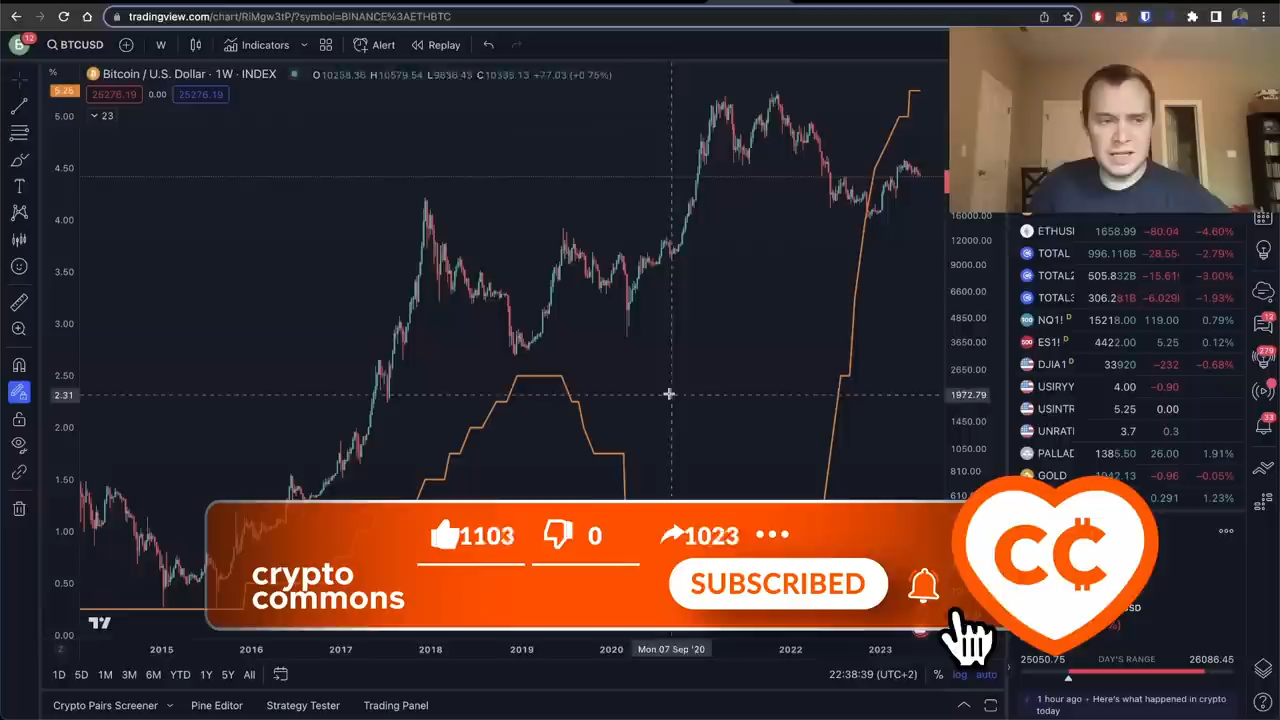 tradingview.com/chart/RiMgw3tP/?symbol=BINANCE%3AETHBTC
12
BTCUSD W Indicators Alert Replay
% Bitcoin / U.S. Dollar · 1W · INDEX
25276.19 0.00 25276.19
23
5.25
5.00
4.50
4.00
3.50
3.00
2.50
2.31
2.00
1.50
1.00
0.50
0.00
16000.00
12000.00
9000.00
6600.00
4850.00
3650.00
2650.00
1972.79
1450.00
1050.00
810.00
ETHUSI 1658.99 −80.04 −4.60%
TOTAL 996.116B −28.55 −2.79%
TOTAL2 505.832B −3.00%
TOTAL3 306.281B −1.93%
NQ1! D 15218.00 119.00 0.79%
ES1! D 4422.00 5.25 0.12%
DJIA1 D 33920 −232 −0.68%
USIRYY 4.00 −0.90
USINTR 5.25 0.00
UNRATI 3.7 0.3
PALLAD 1385.50 26.00 1.91%
GOLD −0.96 −0.05%
0.291 1.23%
12
279
33
crypto
commons
1103 0 1023
SUBSCRIBED
CC
2015 2016 2017 2018 2019 2020 Mon 07 Sep '20 2022 2023
25050.75 DAY'S RANGE 26086.45
1D 5D 1M 3M 6M YTD 1Y 5Y All
22:38:39 (UTC+2) % log auto
1 hour ago • Here's what happened in crypto
today
Crypto Pairs Screener Pine Editor Strategy Tester Trading Panel